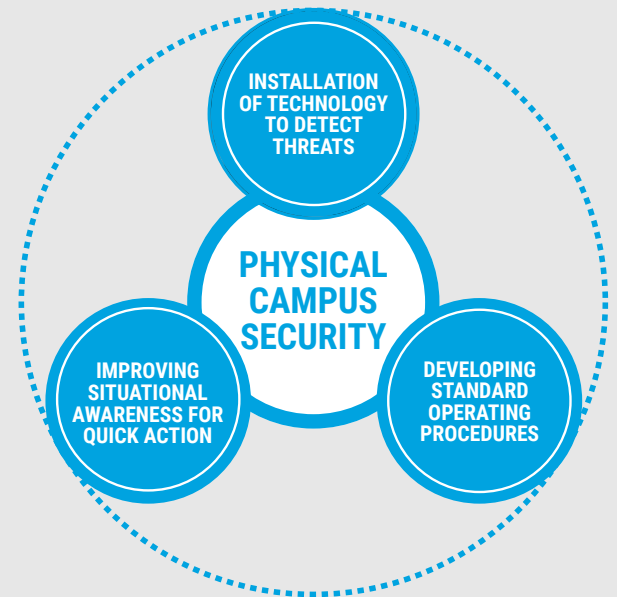 INSTALLATION
OF TECHNOLOGY
TO DETECT
THREATS
PHYSICAL
CAMPUS
SECURITY
IMPROVING
SITUATIONAL
AWARENESS FOR
QUICK ACTION
DEVELOPING
STANDARD
OPERATING
PROCEDURES